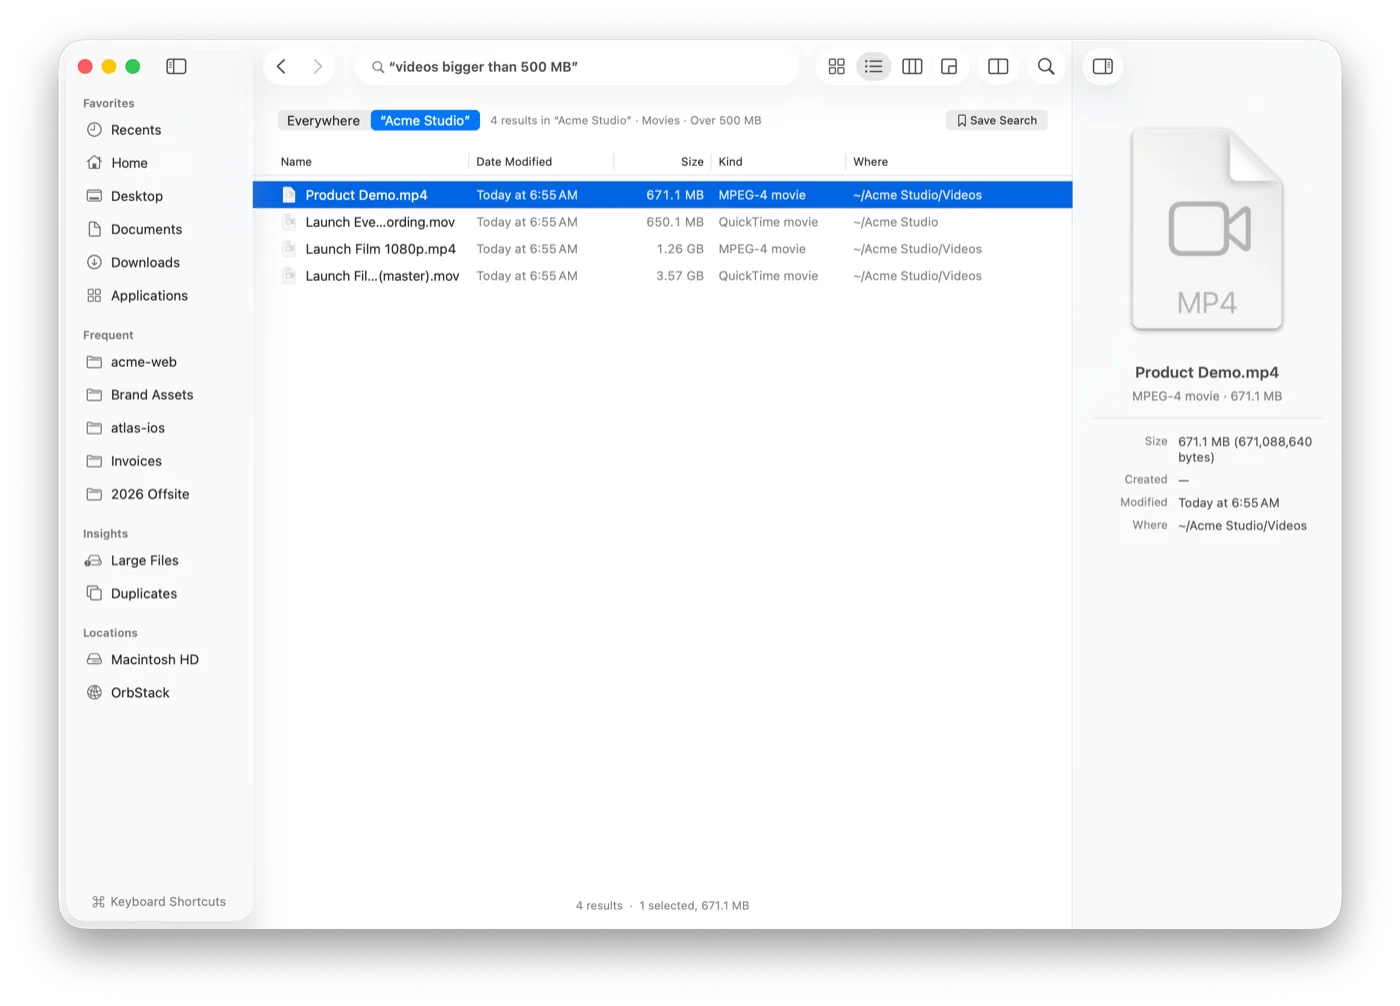 “videos bigger than 500 MB”
Favorites
Recents
Home
Desktop
Documents
Downloads
Applications
Frequent
acme-web
Brand Assets
atlas-ios
Invoices
2026 Offsite
Insights
Large Files
Duplicates
Locations
Macintosh HD
OrbStack
⌘ Keyboard Shortcuts
Everywhere “Acme Studio” 4 results in “Acme Studio” · Movies · Over 500 MB Save Search
Name Date Modified Size Kind Where
Product Demo.mp4 Today at 6:55 AM 671.1 MB MPEG-4 movie ~/Acme Studio/Videos
Launch Eve...ording.mov Today at 6:55 AM 650.1 MB QuickTime movie ~/Acme Studio
Launch Film 1080p.mp4 Today at 6:55 AM 1.26 GB MPEG-4 movie ~/Acme Studio/Videos
Launch Fil...(master).mov Today at 6:55 AM 3.57 GB QuickTime movie ~/Acme Studio/Videos
4 results · 1 selected, 671.1 MB
MP4
Product Demo.mp4
MPEG-4 movie · 671.1 MB
Size 671.1 MB (671,088,640
bytes)
Created —
Modified Today at 6:55 AM
Where ~/Acme Studio/Videos